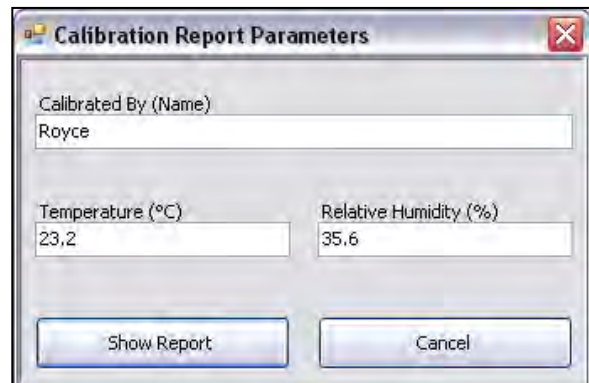 Calibration Report Parameters
Calibrated By (Name)
Royce
Temperature (°C) Relative Humidity (%)
23.2 35.6
Show Report Cancel